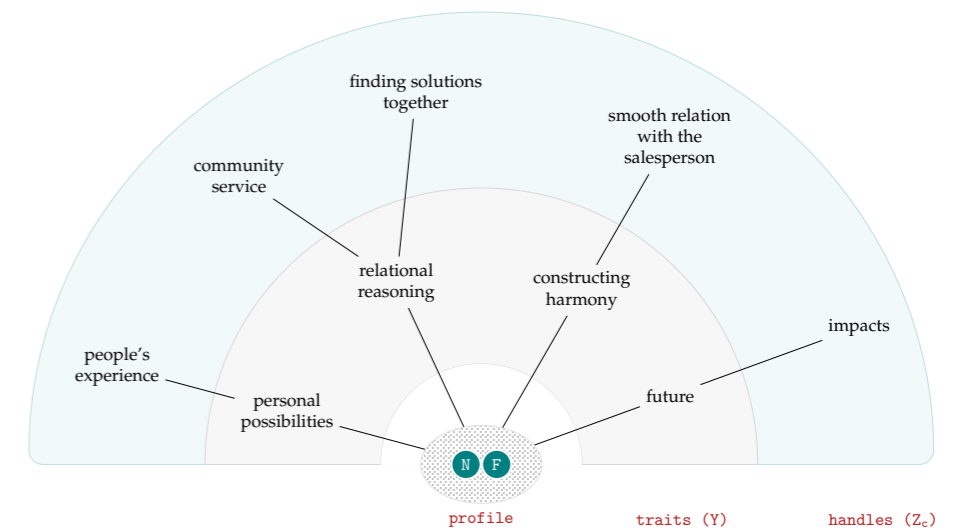 finding solutions
together
smooth relation
with the
salesperson
community
service
relational
reasoning
constructing
harmony
impacts
people's
experience
personal
possibilities
future
N F
profile
traits (Y)
handles (Z_c)